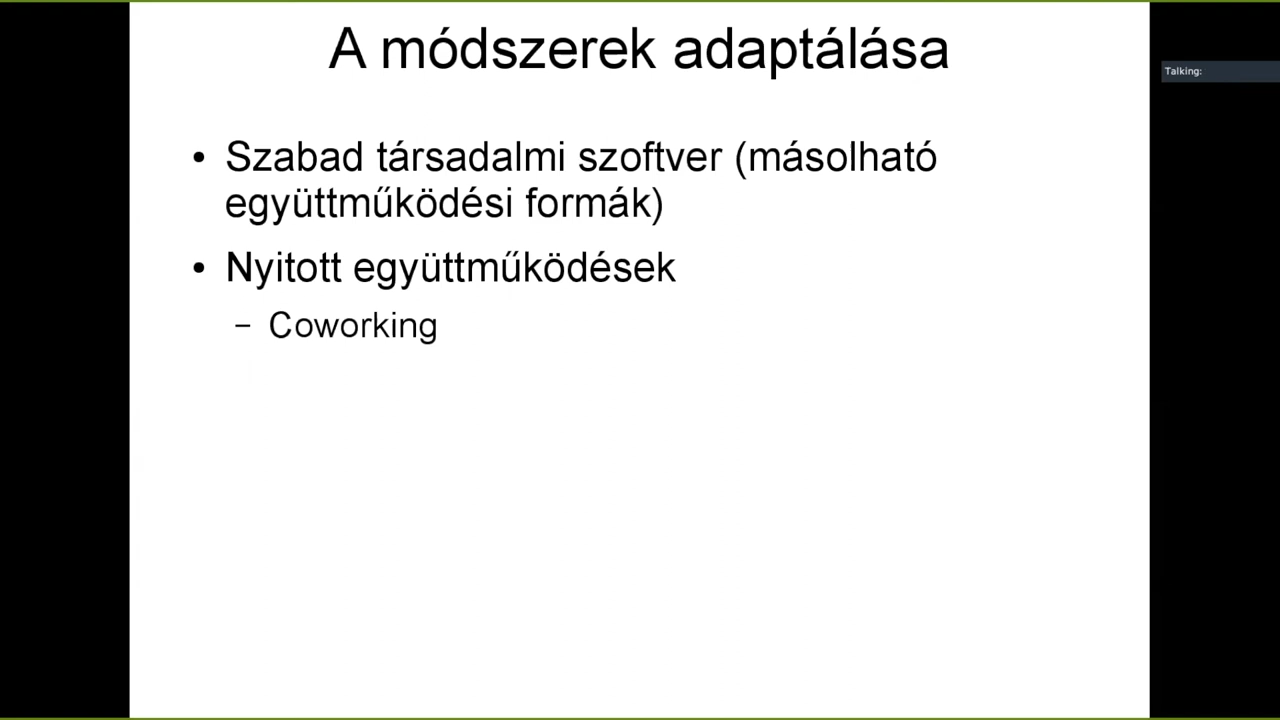 A módszerek adaptálása
Talking:
• Szabad társadalmi szoftver (másolható
együttműködési formák)
• Nyitott együttműködések
– Coworking